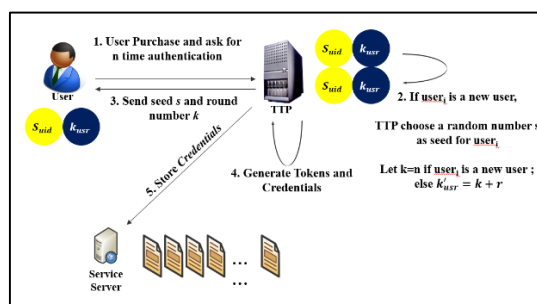 1. User Purchase and ask for
n time authentication
User
3. Send seed s and round
number k
TTP
S_uid k_usr
S_uid k_usr
S_uid k_usr
2. If user_i is a new user,
TTP choose a random number s
as seed for user_i
Let k=n if user_i is a new user ;
else k'_usr = k + r
4. Generate Tokens and
Credentials
5. Store Credentials
Service
Server
...
...